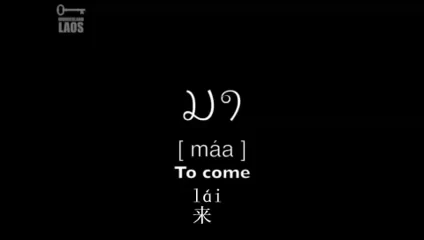 LAOS
ມາ
[ máa ]
To come
lái
来